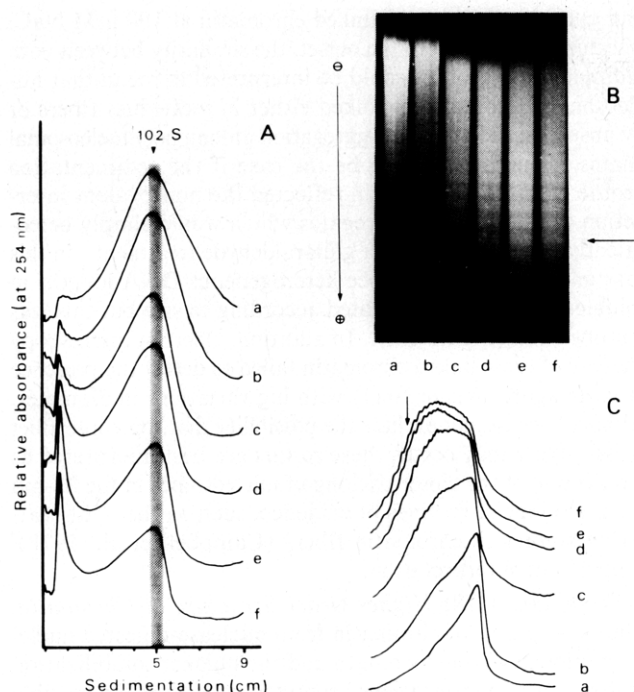 A
102 S
Relative absorbance (at 254 nm)
a
b
c
d
e
f
5
9
Sedimentation (cm)
B
⊖
⊕
a b c d e f
C
f
e
d
c
b
a